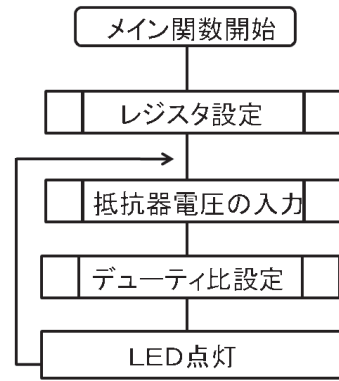 メイン関数開始
レジスタ設定
抵抗器電圧の入力
デューティ比設定
LED点灯